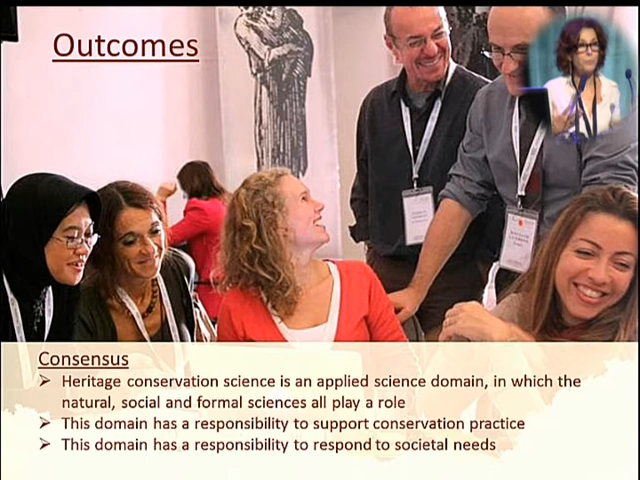 Outcomes
Consensus
➢ Heritage conservation science is an applied science domain, in which the
natural, social and formal sciences all play a role
➢ This domain has a responsibility to support conservation practice
➢ This domain has a responsibility to respond to societal needs